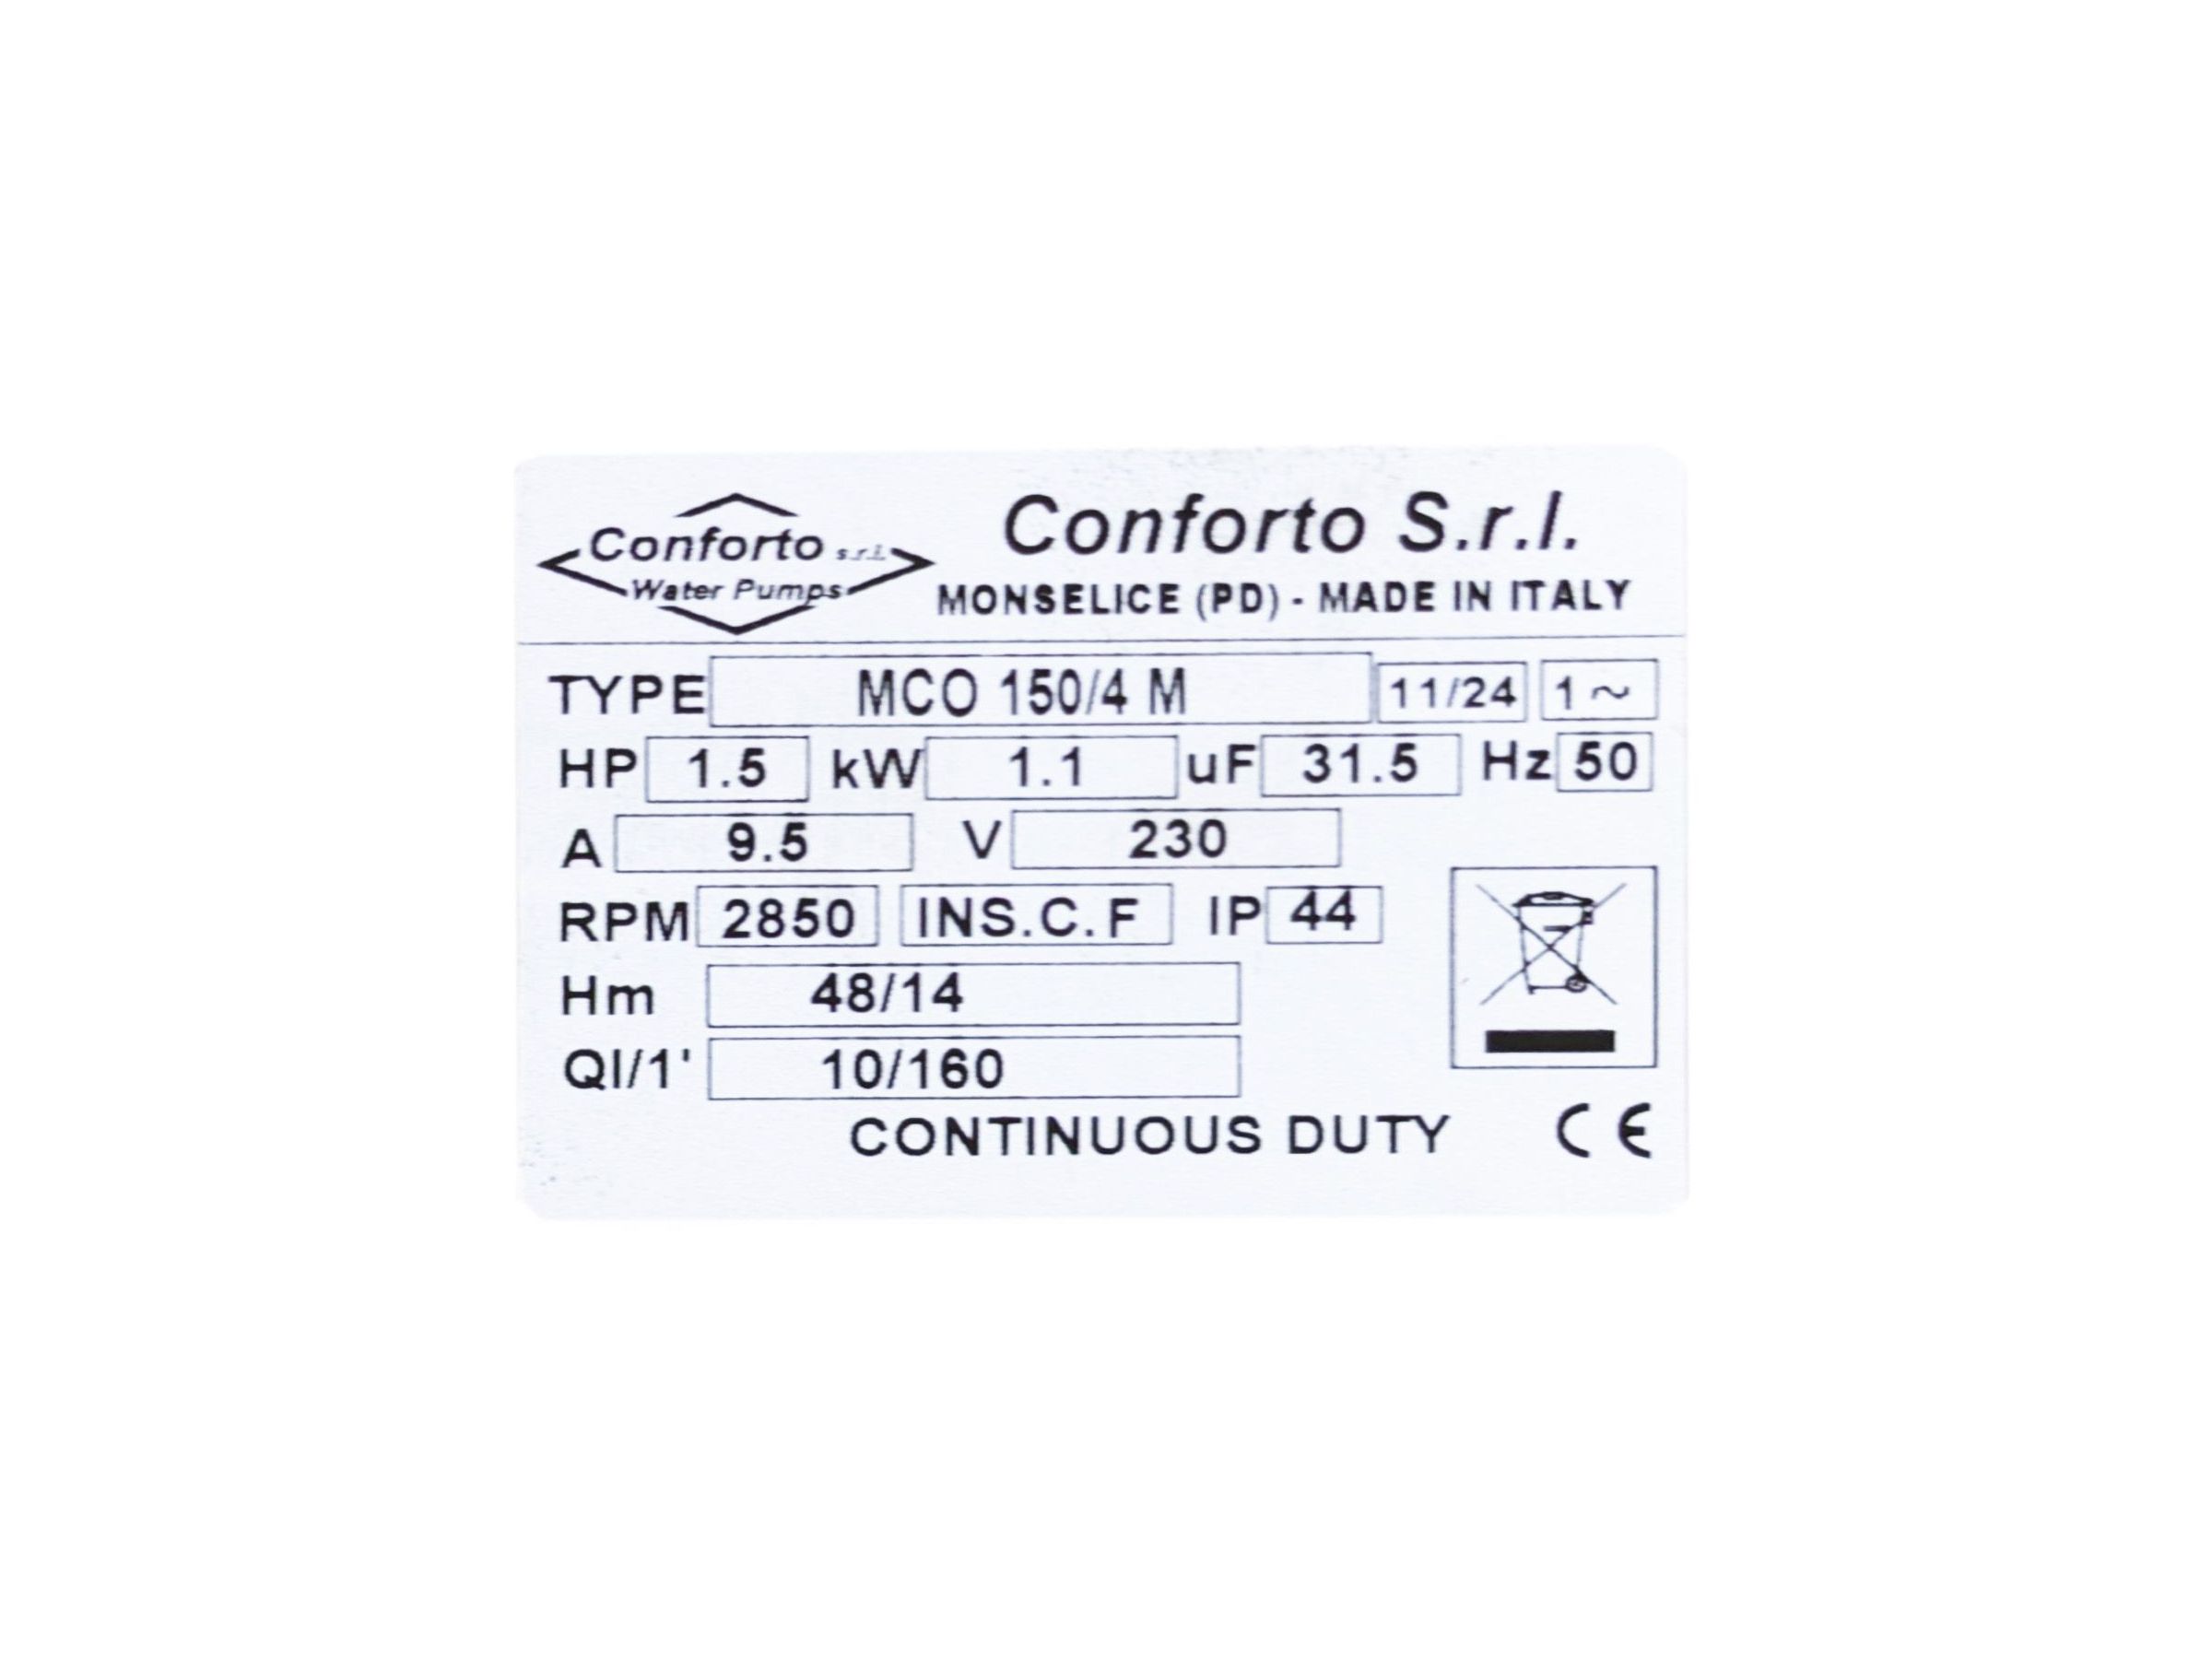 Conforto s.r.l.
Water Pumps
Conforto S.r.l.
MONSELICE (PD) - MADE IN ITALY
TYPE MCO 150/4 M 11/24 1 ~
HP 1.5 kW 1.1 uF 31.5 Hz 50
A 9.5 V 230
RPM 2850 INS.C.F IP 44
Hm 48/14
Ql/1' 10/160
CONTINUOUS DUTY CE